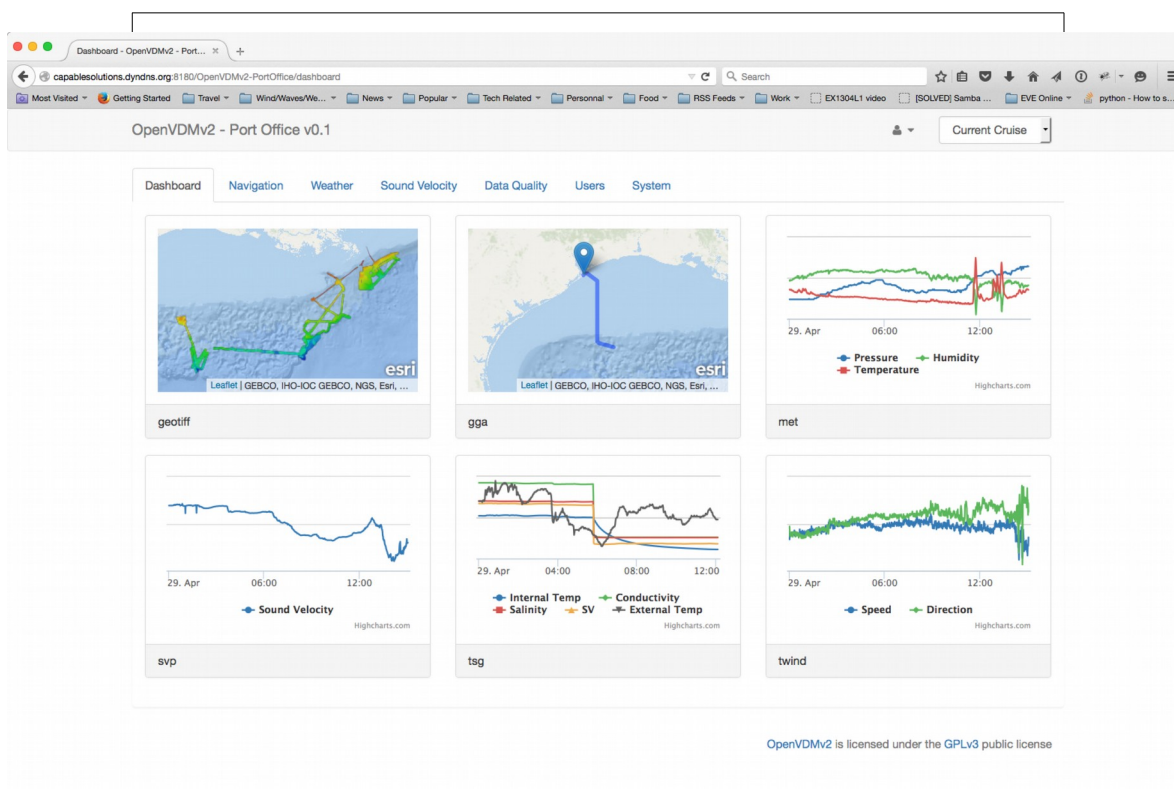 Dashboard - OpenVDMv2 - Port...
capablesolutions.dyndns.org:8180/OpenVDMv2-PortOffice/dashboard
Search
Most Visited Getting Started Travel Wind/Waves/We... News Popular Tech Related Personnal Food RSS Feeds Work EX1304L1 video [SOLVED] Samba ... EVE Online python - How to s...
OpenVDMv2 - Port Office v0.1
Current Cruise
Dashboard Navigation Weather Sound Velocity Data Quality Users System
esri
Leaflet | GEBCO, IHO-IOC GEBCO, NGS, Esri, ...
geotiff
esri
Leaflet | GEBCO, IHO-IOC GEBCO, NGS, Esri, ...
gga
29. Apr 06:00 12:00
Pressure Humidity
Temperature
Highcharts.com
met
29. Apr 06:00 12:00
Sound Velocity
Highcharts.com
svp
29. Apr 04:00 08:00 12:00
Internal Temp Conductivity
Salinity SV External Temp
Highcharts.com
tsg
29. Apr 06:00 12:00
Speed Direction
Highcharts.com
twind
OpenVDMv2 is licensed under the GPLv3 public license